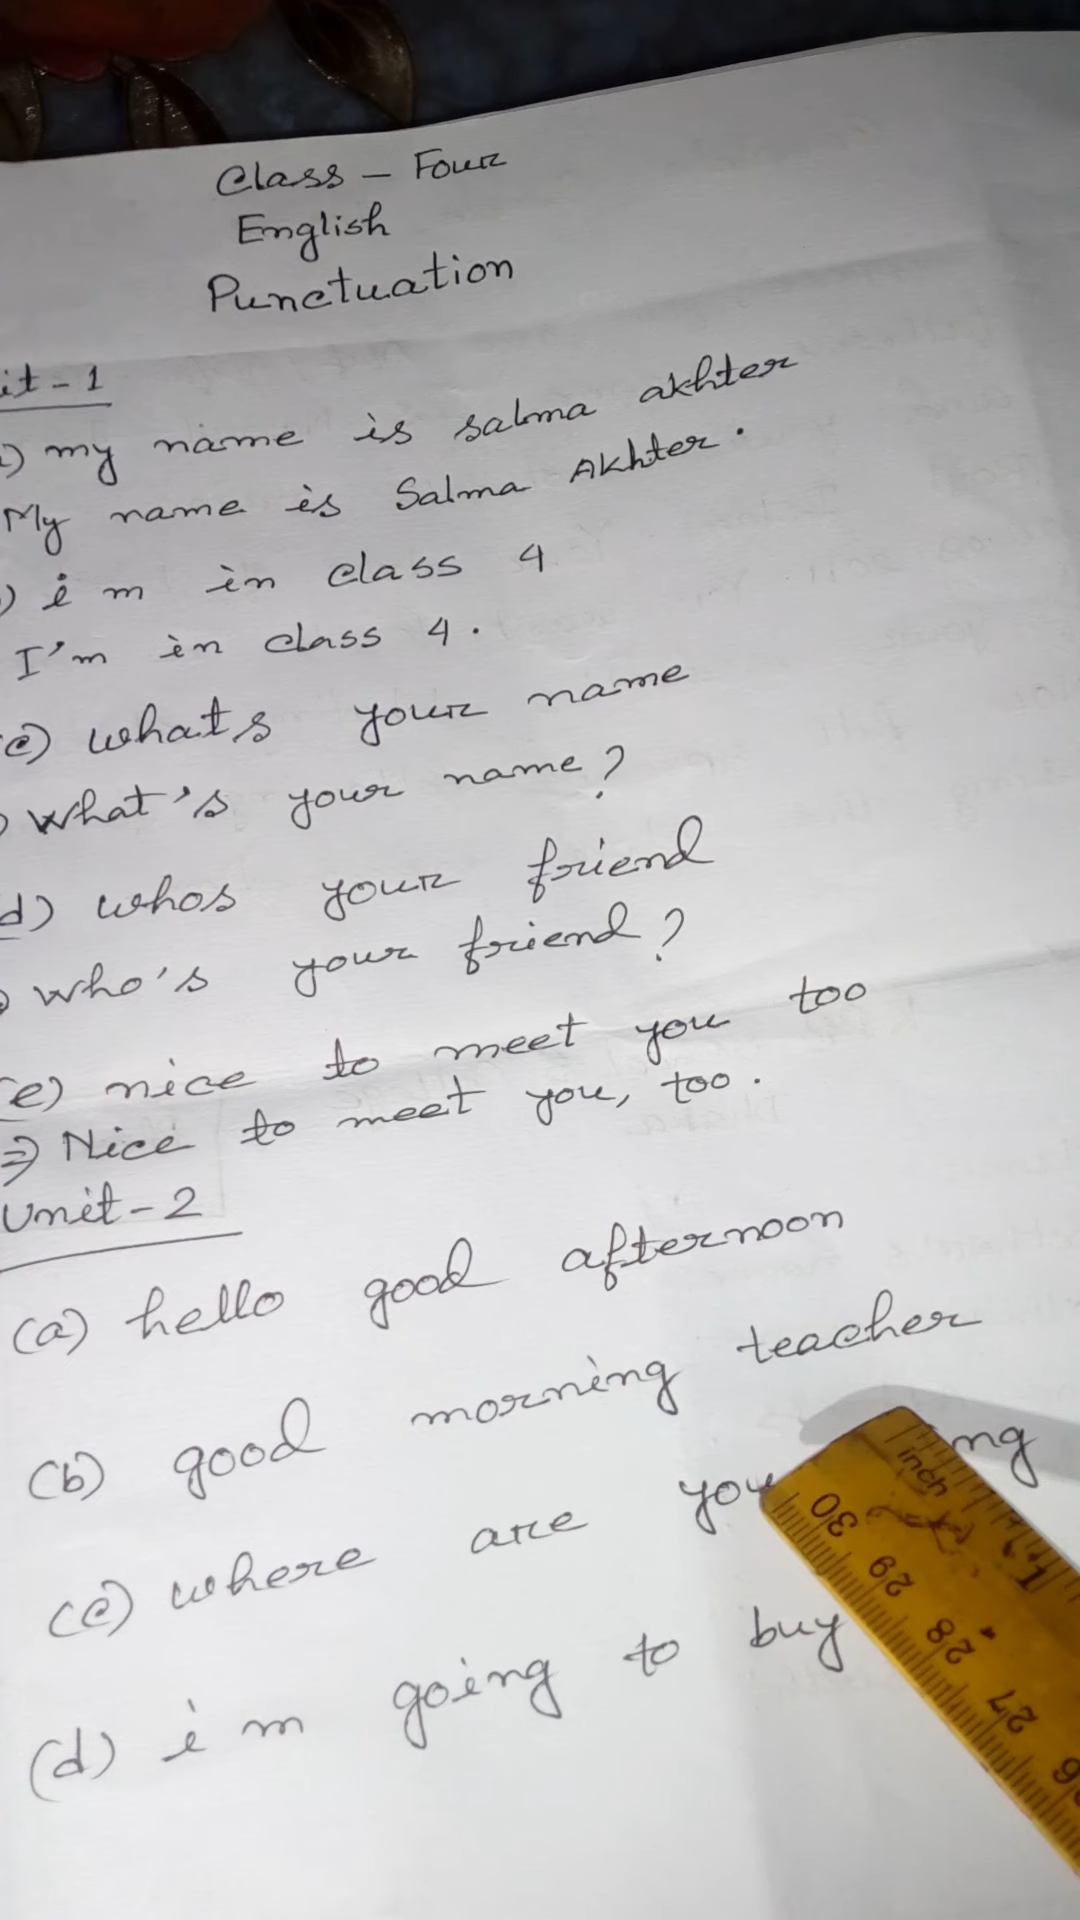 Class - Four
English
Punctuation
it - 1
) my name is salma akhter
My name is Salma Akhter.
) i m in class 4
I'm in class 4.
c) whats your name
What's your name?
d) whos your friend
Who's your friend?
(e) nice to meet you too
⇒ Nice to meet you, too.
Unit - 2
(a) hello good afternoon
(b) good morning teacher
(c) where are you ng
(d) i m going to buy
inch
30
29
28
27